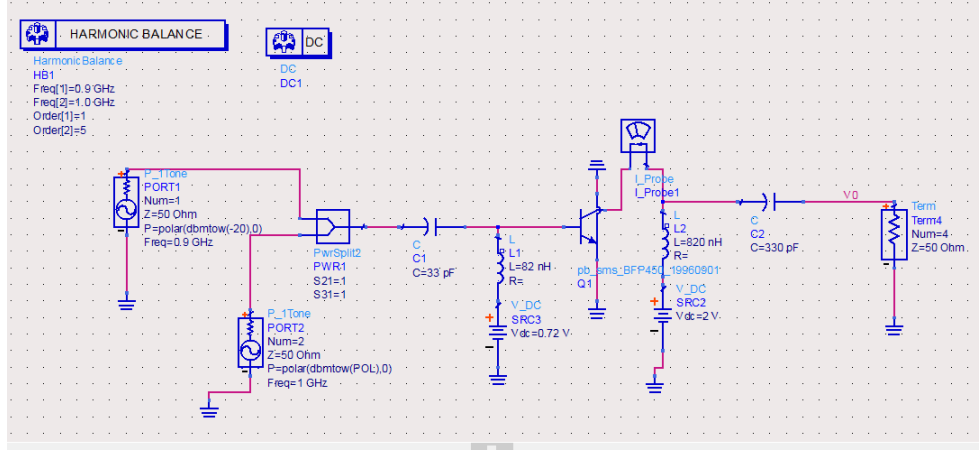 HARMONIC BALANCE
HarmonicBalance
HB1
Freq[1]=0.9 GHz
Freq[2]=1.0 GHz
Order[1]=1
Order[2]=5
DC
DC
DC1
P_1Tone
PORT1
Num=1
Z=50 Ohm
P=polar(dbmtow(-20),0)
Freq=0.9 GHz
PwrSplit2
PWR1
S21=1
S31=1
P_1Tone
PORT2
Num=2
Z=50 Ohm
P=polar(dbmtow(POL),0)
Freq=1 GHz
C
C1
C=33 pF
L
L1
L=82 nH
R=
V_DC
SRC3
Vdc=0.72 V
pb_sms_BFP450_19960901
Q1
I_Probe
I_Probe1
L
L2
L=820 nH
R=
V_DC
SRC2
Vdc=2 V
C
C2
C=330 pF
V0
Term
Term4
Num=4
Z=50 Ohm